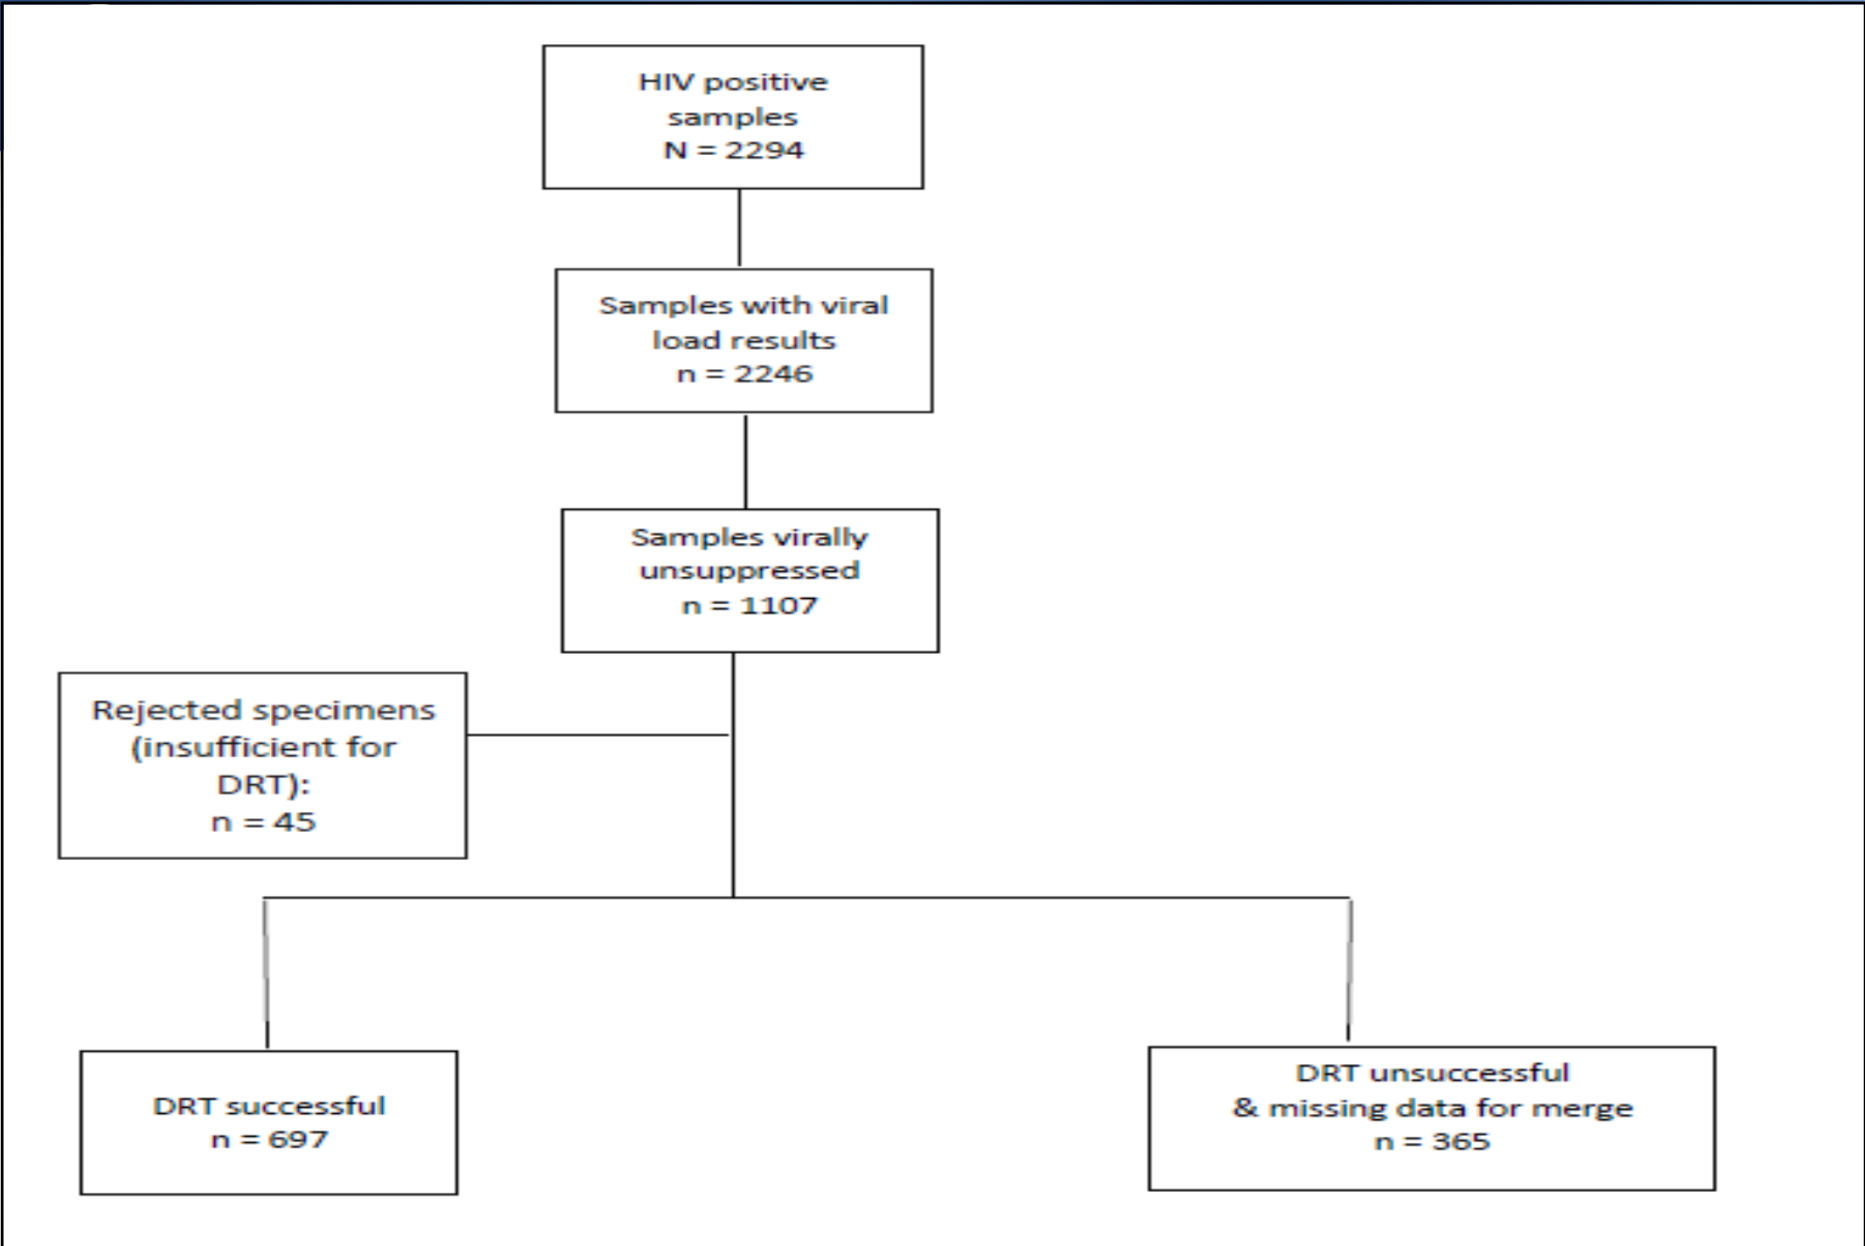 HIV positive
samples
N = 2294
Samples with viral
load results
n = 2246
Samples virally
unsuppressed
n = 1107
Rejected specimens
(insufficient for
DRT):
n = 45
DRT successful
n = 697
DRT unsuccessful
& missing data for merge
n = 365